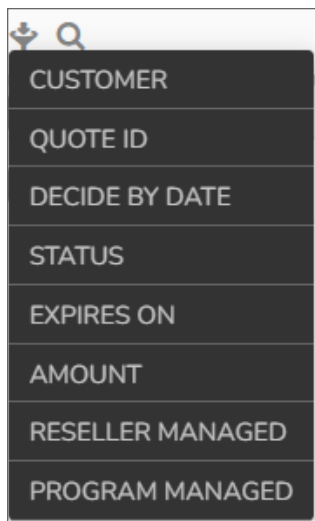 CUSTOMER
QUOTE ID
DECIDE BY DATE
STATUS
EXPIRES ON
AMOUNT
RESELLER MANAGED
PROGRAM MANAGED